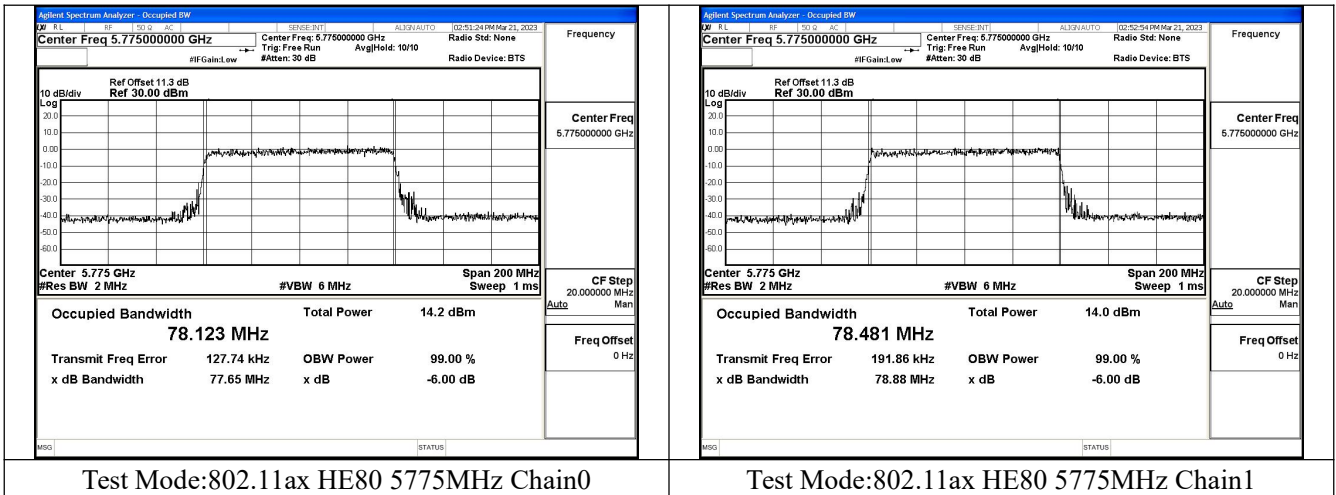 Agilent Spectrum Analyzer - Occupied BW
RL RF 50 Ω AC SENSE:INT ALIGN AUTO 02:51:24 PM Mar 21, 2023
Center Freq 5.775000000 GHz
Center Freq: 5.775000000 GHz
Radio Std: None
Trig: Free Run Avg|Hold: 10/10
#IFGain:Low #Atten: 30 dB Radio Device: BTS
Frequency
Ref Offset 11.3 dB
10 dB/div Ref 30.00 dBm
Log
20.0
10.0
0.00
-10.0
-20.0
-30.0
-40.0
-50.0
-60.0
Center 5.775 GHz Span 200 MHz
#Res BW 2 MHz #VBW 6 MHz Sweep 1 ms
Center Freq
5.775000000 GHz
CF Step
20.000000 MHz
Auto Man
Freq Offset
0 Hz
Occupied Bandwidth Total Power 14.2 dBm
78.123 MHz
Transmit Freq Error 127.74 kHz OBW Power 99.00 %
x dB Bandwidth 77.65 MHz x dB -6.00 dB
MSG STATUS
Test Mode:802.11ax HE80 5775MHz Chain0
Agilent Spectrum Analyzer - Occupied BW
RL RF 50 Ω AC SENSE:INT ALIGN AUTO 02:52:54 PM Mar 21, 2023
Center Freq 5.775000000 GHz
Center Freq: 5.775000000 GHz
Radio Std: None
Trig: Free Run Avg|Hold: 10/10
#IFGain:Low #Atten: 30 dB Radio Device: BTS
Frequency
Ref Offset 11.3 dB
10 dB/div Ref 30.00 dBm
Log
20.0
10.0
0.00
-10.0
-20.0
-30.0
-40.0
-50.0
-60.0
Center 5.775 GHz Span 200 MHz
#Res BW 2 MHz #VBW 6 MHz Sweep 1 ms
Center Freq
5.775000000 GHz
CF Step
20.000000 MHz
Auto Man
Freq Offset
0 Hz
Occupied Bandwidth Total Power 14.0 dBm
78.481 MHz
Transmit Freq Error 191.86 kHz OBW Power 99.00 %
x dB Bandwidth 78.88 MHz x dB -6.00 dB
MSG STATUS
Test Mode:802.11ax HE80 5775MHz Chain1